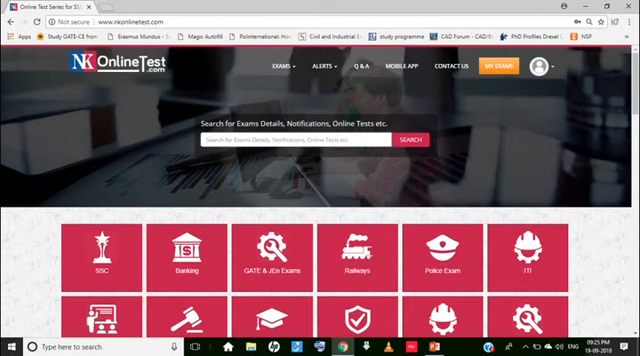 Online Test Series for SSC
Not secure | www.nkonlinetest.com
Apps
Study GATE-CE from
Erasmus Mundus - S
Magic Autofill
Polinternational: Hon
Civil and Industrial E
study programme
CAD Forum - CAD/BI
PhD Profiles Drexel C
NSP
NK OnlineTest.com
EXAMS
ALERTS
Q & A
MOBILE APP
CONTACT US
MY EXAMS
Search for Exams Details, Notifications, Online Tests etc.
Search for Exams Details, Notifications, Online Tests etc.
SEARCH
SSC
Banking
GATE & JEn Exams
Railways
Police Exam
ITI
Type here to search
ENG
09:25 PM
19-09-2018